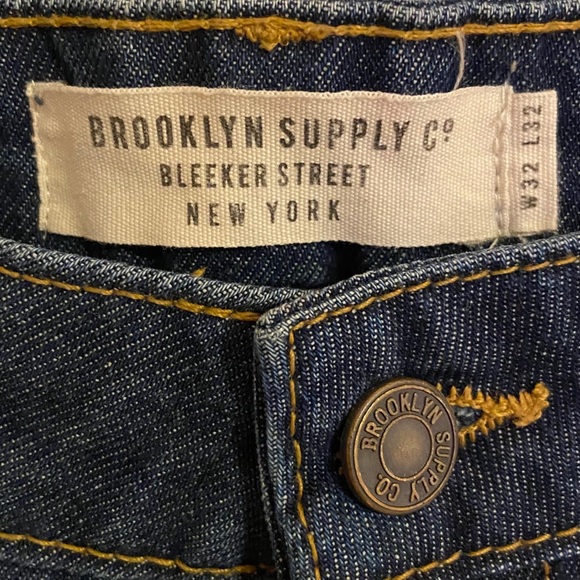 BROOKLYN SUPPLY Cº
BLEEKER STREET
NEW YORK
W32 L32
BROOKLYN SUPPLY CO.